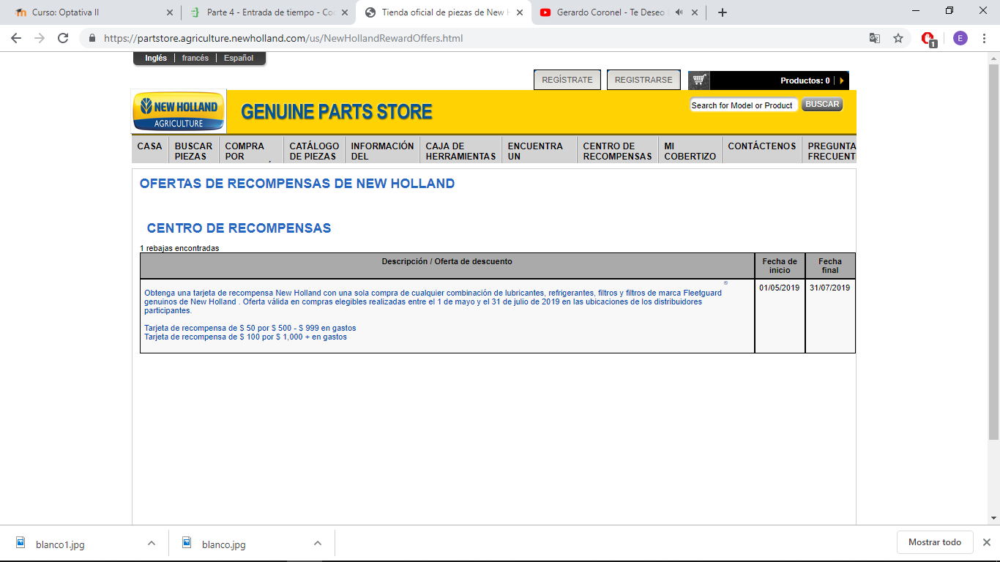 Curso: Optativa II
Parte 4 - Entrada de tiempo - Co
Tienda oficial de piezas de New H
Gerardo Coronel - Te Deseo
https://partstore.agriculture.newholland.com/us/NewHollandRewardOffers.html
1
E
Inglés | francés | Español
REGÍSTRATE
REGISTRARSE
Productos: 0
NEW HOLLAND
AGRICULTURE
GENUINE PARTS STORE
Search for Model or Product
BUSCAR
CASA
BUSCAR
PIEZAS
COMPRA
POR
CATÁLOGO
DE PIEZAS
INFORMACIÓN
DEL
CAJA DE
HERRAMIENTAS
ENCUENTRA
UN
CENTRO DE
RECOMPENSAS
MI
COBERTIZO
CONTÁCTENOS
PREGUNTA
FRECUENT
OFERTAS DE RECOMPENSAS DE NEW HOLLAND
CENTRO DE RECOMPENSAS
1 rebajas encontradas
Descripción / Oferta de descuento
Fecha de
inicio
Fecha
final
®
Obtenga una tarjeta de recompensa New Holland con una sola compra de cualquier combinación de lubricantes, refrigerantes, filtros y filtros de marca Fleetguard
genuinos de New Holland . Oferta válida en compras elegibles realizadas entre el 1 de mayo y el 31 de julio de 2019 en las ubicaciones de los distribuidores
participantes.
Tarjeta de recompensa de $ 50 por $ 500 - $ 999 en gastos
Tarjeta de recompensa de $ 100 por $ 1,000 + en gastos
01/05/2019
31/07/2019
blanco1.jpg
blanco.jpg
Mostrar todo